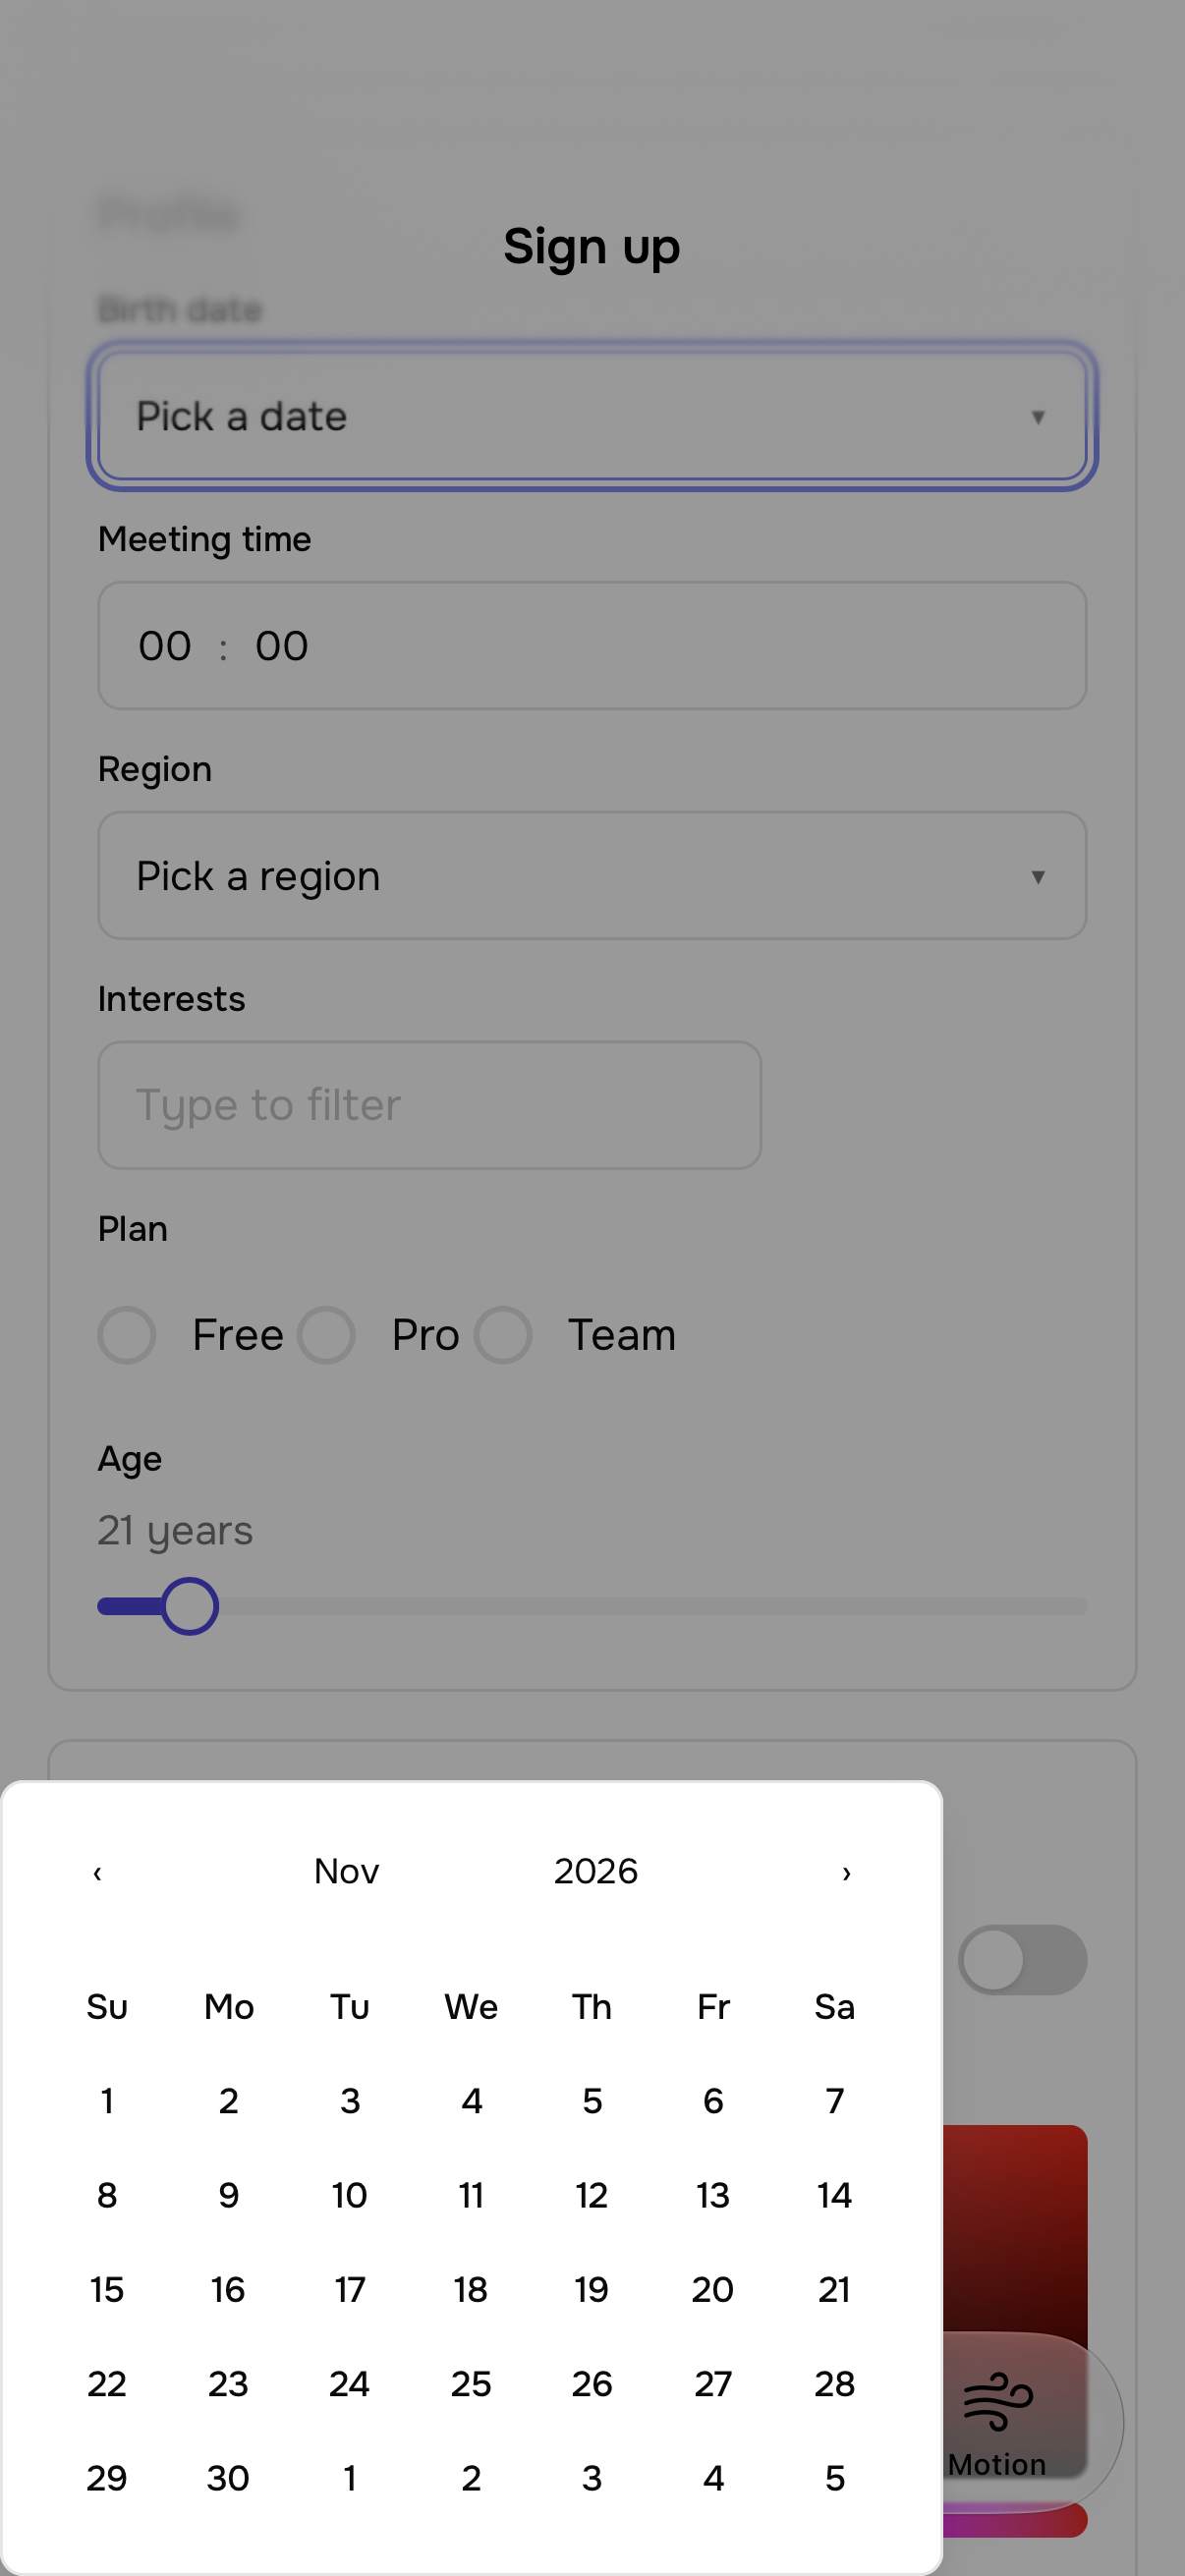 Profile
Sign up
Birth date
Pick a date ▼
Meeting time
00 : 00
Region
Pick a region ▼
Interests
Type to filter
Plan
Free Pro Team
Age
21 years
‹ Nov 2026 ›
Su Mo Tu We Th Fr Sa
1 2 3 4 5 6 7
8 9 10 11 12 13 14
15 16 17 18 19 20 21
22 23 24 25 26 27 28
Motion
29 30 1 2 3 4 5